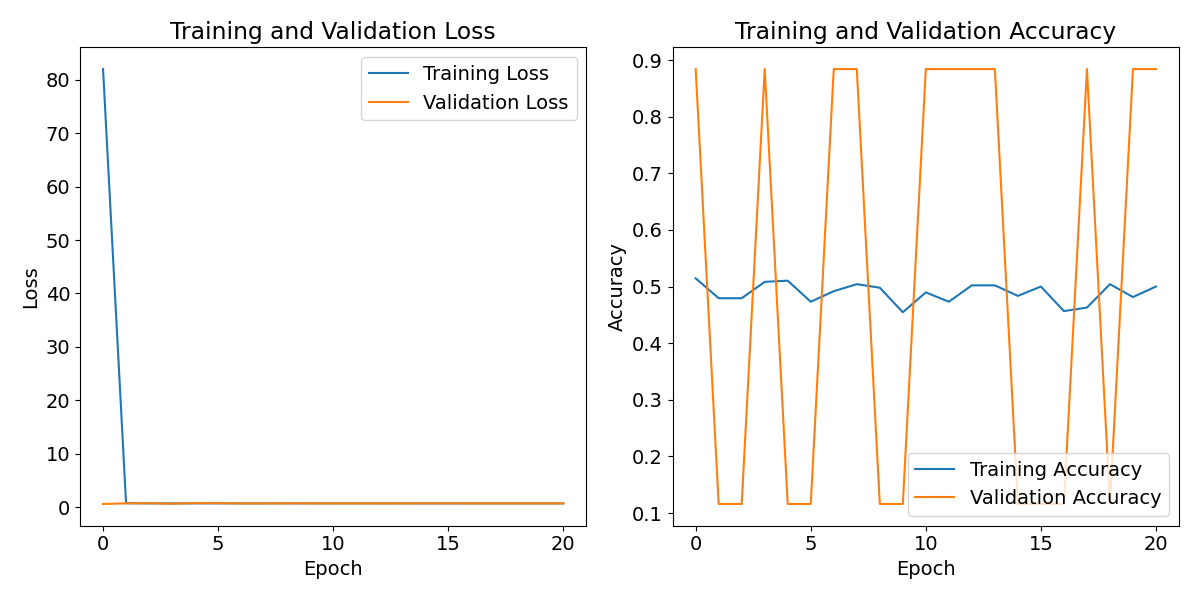 Training and Validation Loss
Training Loss
Validation Loss
80
70
60
50
40
30
20
10
0
Loss
0 5 10 15 20
Epoch
Training and Validation Accuracy
0.9
0.8
0.7
0.6
0.5
0.4
0.3
0.2
0.1
Accuracy
Training Accuracy
Validation Accuracy
0 5 10 15 20
Epoch